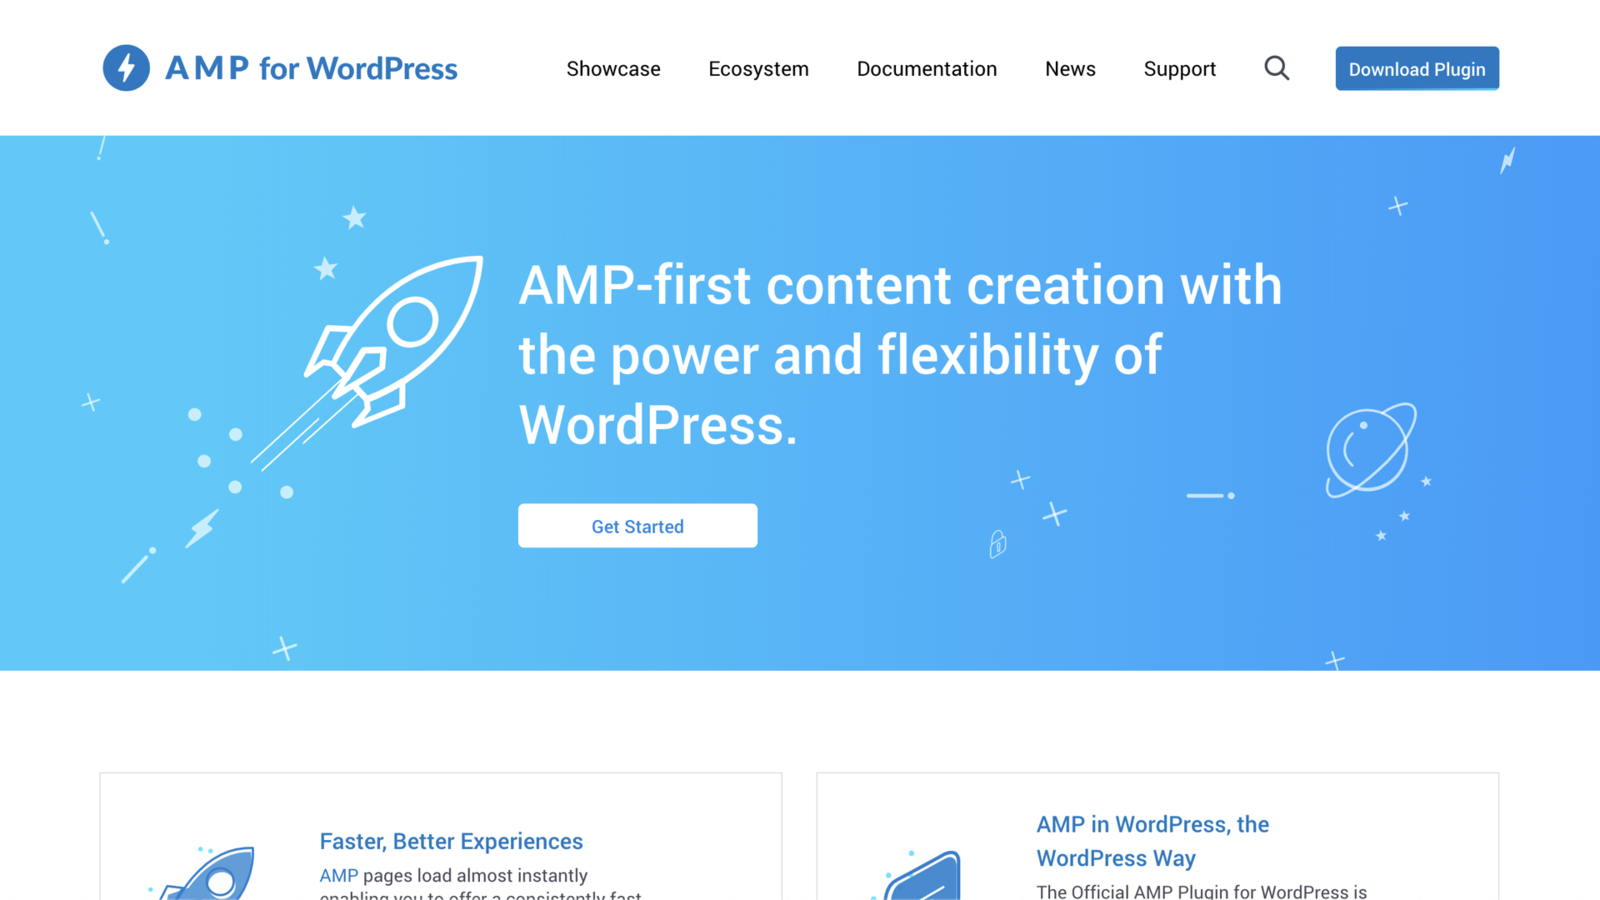 AMP for WordPress
Showcase
Ecosystem
Documentation
News
Support
Download Plugin
AMP-first content creation with
the power and flexibility of
WordPress.
Get Started
Faster, Better Experiences
AMP pages load almost instantly
enabling you to offer a consistently fast
AMP in WordPress, the
WordPress Way
The Official AMP Plugin for WordPress is